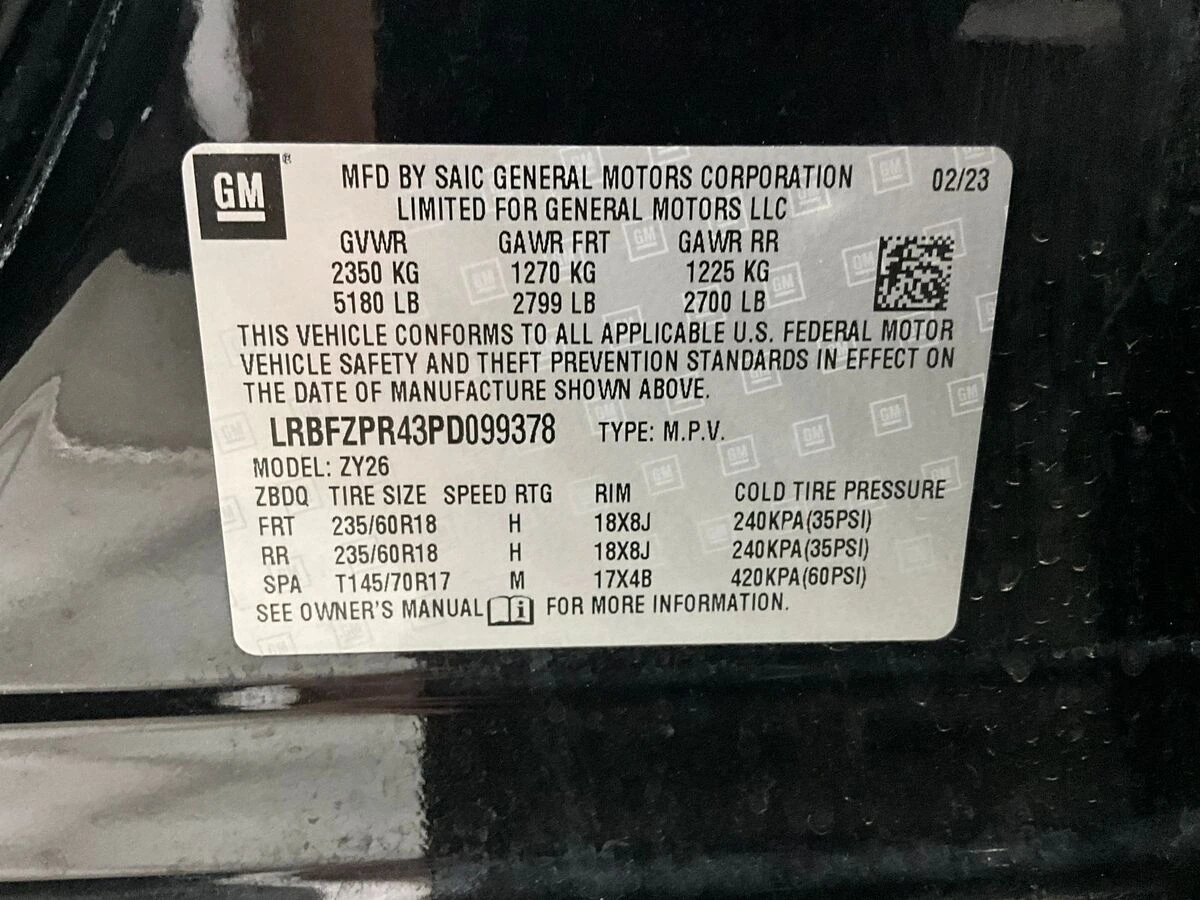 GM®
MFD BY SAIC GENERAL MOTORS CORPORATION 02/23
LIMITED FOR GENERAL MOTORS LLC
GVWR GAWR FRT GAWR RR
2350 KG 1270 KG 1225 KG
5180 LB 2799 LB 2700 LB
THIS VEHICLE CONFORMS TO ALL APPLICABLE U.S. FEDERAL MOTOR
VEHICLE SAFETY AND THEFT PREVENTION STANDARDS IN EFFECT ON
THE DATE OF MANUFACTURE SHOWN ABOVE.
LRBFZPR43PD099378 TYPE: M.P.V.
MODEL: ZY26
ZBDQ TIRE SIZE SPEED RTG RIM COLD TIRE PRESSURE
FRT 235/60R18 H 18X8J 240KPA(35PSI)
RR 235/60R18 H 18X8J 240KPA(35PSI)
SPA T145/70R17 M 17X4B 420KPA(60PSI)
SEE OWNER'S MANUAL i FOR MORE INFORMATION.